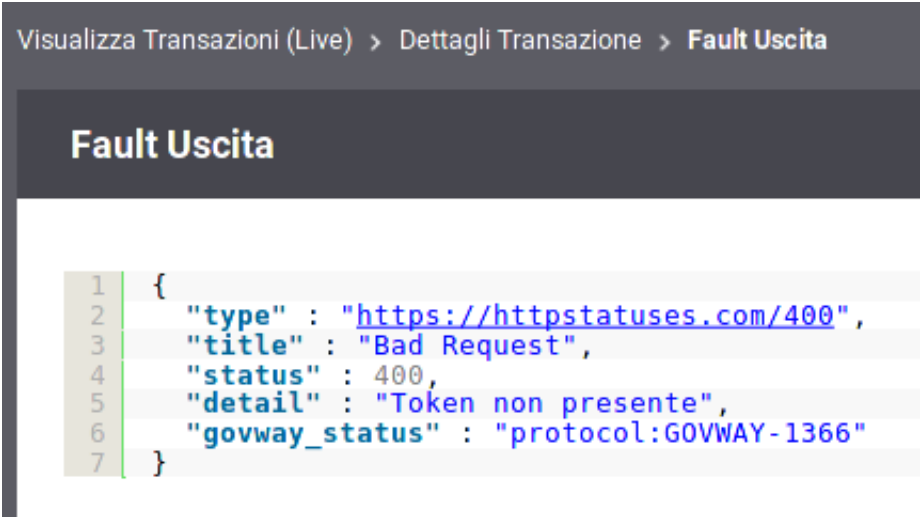 Visualizza Transazioni (Live) > Dettagli Transazione > Fault Uscita
Fault Uscita
1 {
2 "type" : "https://httpstatuses.com/400",
3 "title" : "Bad Request",
4 "status" : 400,
5 "detail" : "Token non presente",
6 "govway_status" : "protocol:GOVWAY-1366"
7 }